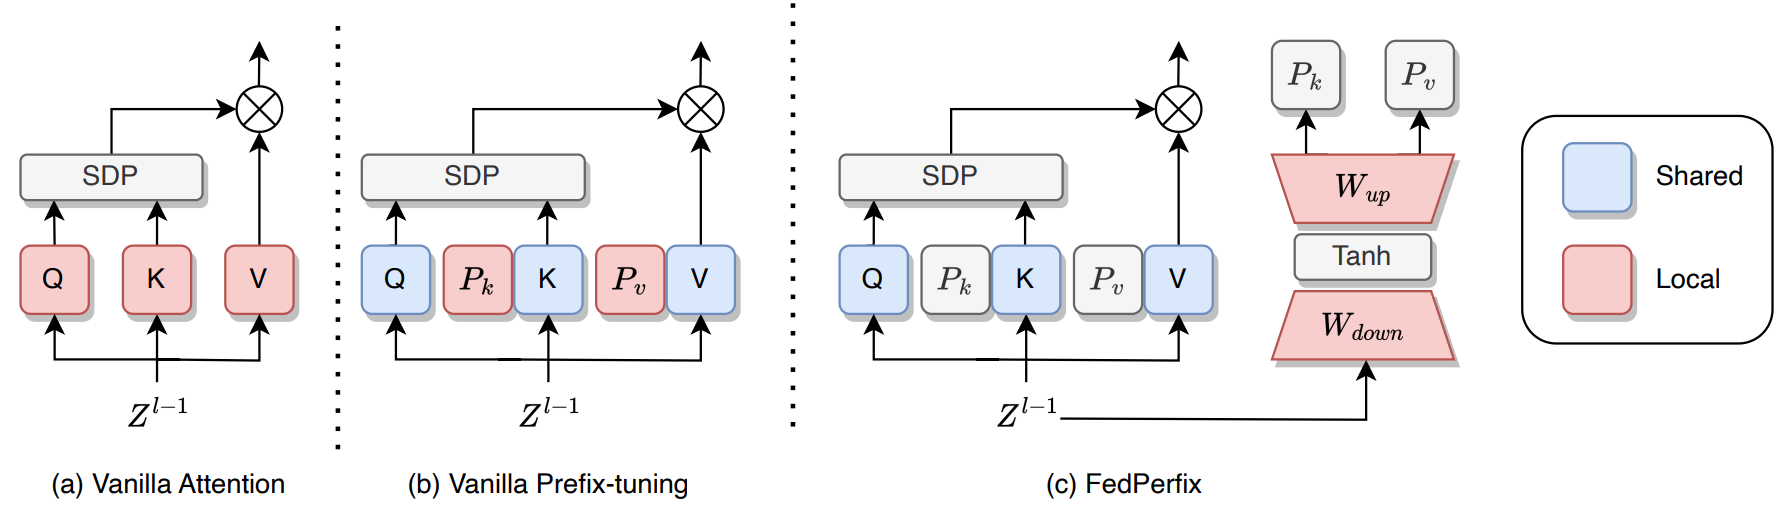 SDP
Q K V
Z^{l-1}
(a) Vanilla Attention
SDP
Q P_k K P_v V
Z^{l-1}
(b) Vanilla Prefix-tuning
SDP
Q P_k K P_v V
Z^{l-1}
P_k P_v
W_{up}
Tanh
W_{down}
(c) FedPerfix
Shared
Local